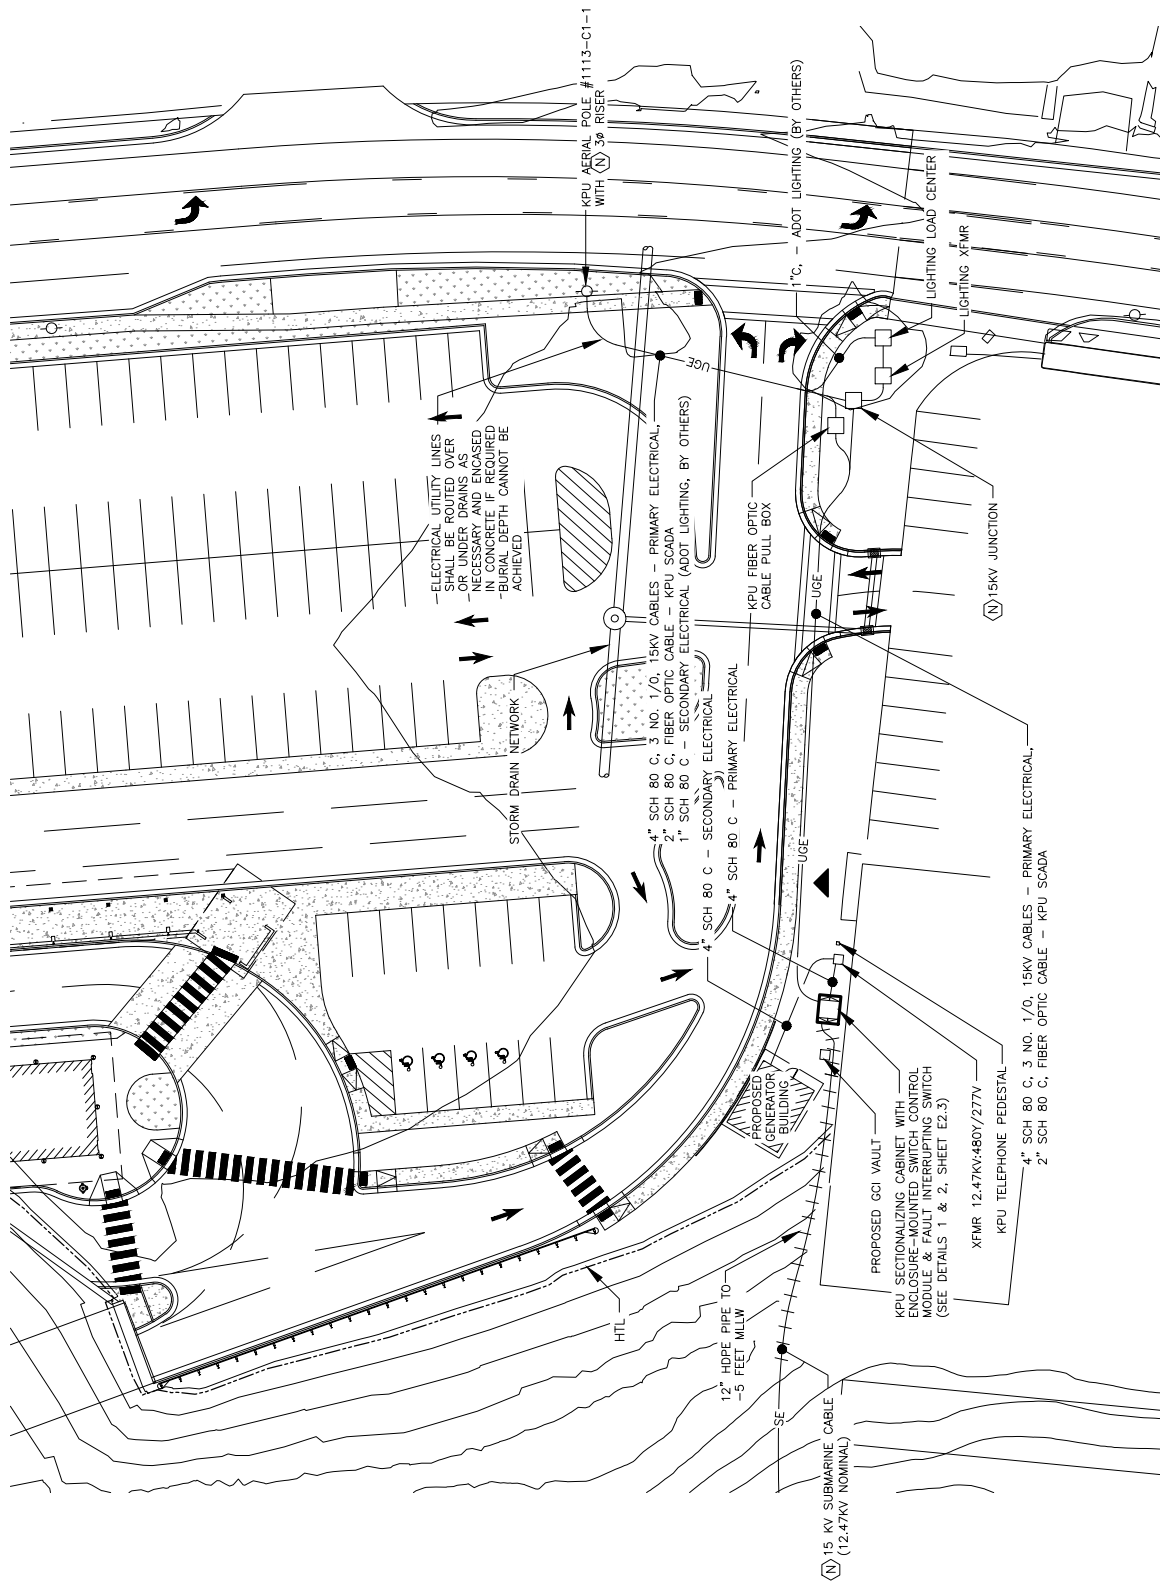 KPU AERIAL POLE #1113-C1-1
WITH N 3Ø RISER
1"C, - ADOT LIGHTING (BY OTHERS)
LIGHTING LOAD CENTER
LIGHTING XFMR
UGE
ELECTRICAL UTILITY LINES
SHALL BE ROUTED OVER
OR UNDER DRAINS AS
NECESSARY AND ENCASED
IN CONCRETE IF REQUIRED
BURIAL DEPTH CANNOT BE
ACHIEVED
STORM DRAIN NETWORK
4" SCH 80 C, 3 NO. 1/0, 15KV CABLES - PRIMARY ELECTRICAL,
2" SCH 80 C, FIBER OPTIC CABLE - KPU SCADA
1" SCH 80 C - SECONDARY ELECTRICAL (ADOT LIGHTING, BY OTHERS)
4" SCH 80 C - SECONDARY ELECTRICAL
4" SCH 80 C - PRIMARY ELECTRICAL
KPU FIBER OPTIC
CABLE PULL BOX
UGE
N 15KV JUNCTION
UGE
PROPOSED
GENERATOR
BUILDING
PROPOSED GCI VAULT
KPU SECTIONALIZING CABINET WITH
ENCLOSURE-MOUNTED SWITCH CONTROL
MODULE & FAULT INTERRUPTING SWITCH
(SEE DETAILS 1 & 2, SHEET E2.3)
XFMR 12.47KV:480Y/277V
KPU TELEPHONE PEDESTAL
4" SCH 80 C, 3 NO. 1/0, 15KV CABLES - PRIMARY ELECTRICAL,
2" SCH 80 C, FIBER OPTIC CABLE - KPU SCADA
HTL
12" HDPE PIPE TO
-5 FEET MLLW
SE
N 15 KV SUBMARINE CABLE
(12.47KV NOMINAL)